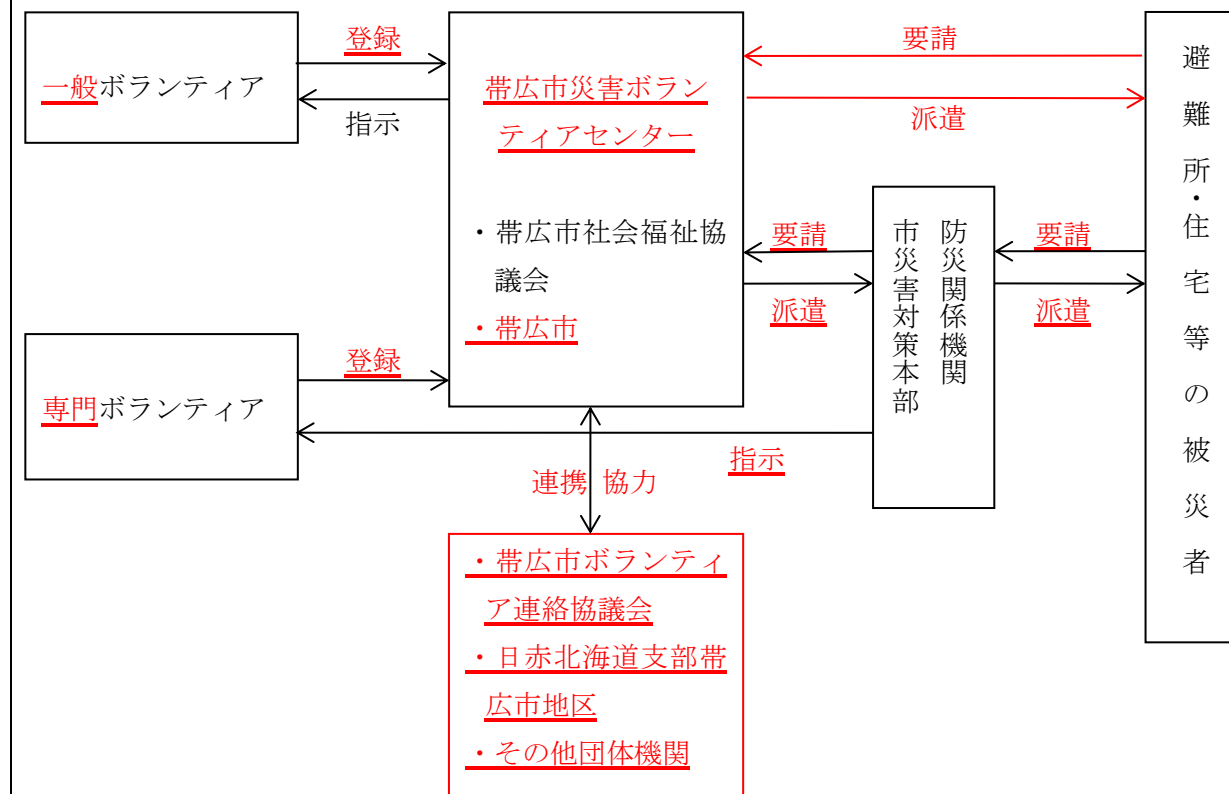 登録
一般ボランティア
指示
帯広市災害ボラン
ティアセンター
・帯広市社会福祉協
議会
・帯広市
要請
派遣
要請
派遣
防災関係機関
市災害対策本部
要請
派遣
避難所・住宅等の被災者
登録
専門ボランティア
指示
連携 協力
・帯広市ボランティ
ア連絡協議会
・日赤北海道支部帯
広市地区
・その他団体機関